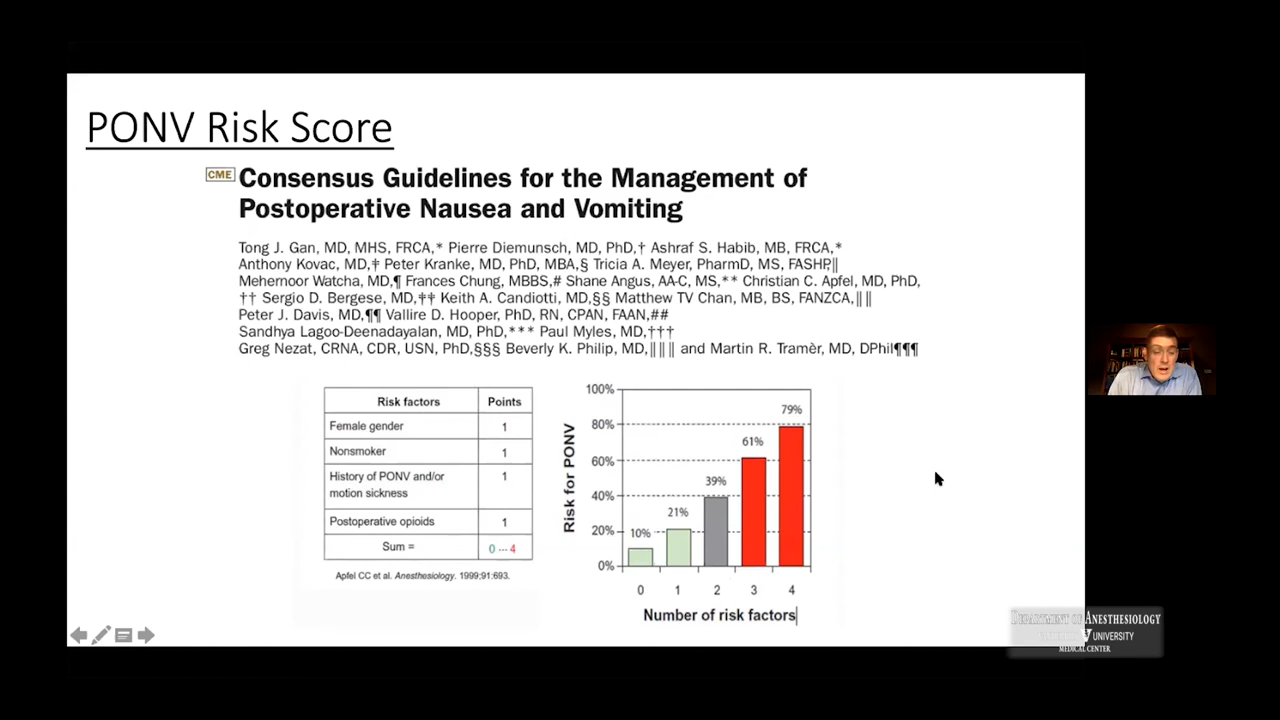 PONV Risk Score
CME Consensus Guidelines for the Management of
Postoperative Nausea and Vomiting
Tong J. Gan, MD, MHS, FRCA,* Pierre Diemunsch, MD, PhD,† Ashraf S. Habib, MB, FRCA,*
Anthony Kovac, MD,‡ Peter Kranke, MD, PhD, MBA,§ Tricia A. Meyer, PharmD, MS, FASHP,‖
Mehernoor Watcha, MD,¶ Frances Chung, MBBS,# Shane Angus, AA-C, MS,** Christian C. Apfel, MD, PhD,
†† Sergio D. Bergese, MD,‡‡ Keith A. Candiotti, MD,§§ Matthew TV Chan, MB, BS, FANZCA,‖‖
Peter J. Davis, MD,¶¶ Vallire D. Hooper, PhD, RN, CPAN, FAAN,##
Sandhya Lagoo-Deenadayalan, MD, PhD,*** Paul Myles, MD,†††
Greg Nezat, CRNA, CDR, USN, PhD,§§§ Beverly K. Philip, MD,‖‖‖ and Martin R. Tramèr, MD, DPhil¶¶¶
Risk factors Points
Female gender 1
Nonsmoker 1
History of PONV and/or 1
motion sickness
Postoperative opioids 1
Sum = 0 ··· 4
Apfel CC et al. Anesthesiology. 1999;91:693.
Risk for PONV
100%
80%
60%
40%
20%
0%
10%
21%
39%
61%
79%
0 1 2 3 4
Number of risk factors
Department of Anesthesiology
University
Medical Center